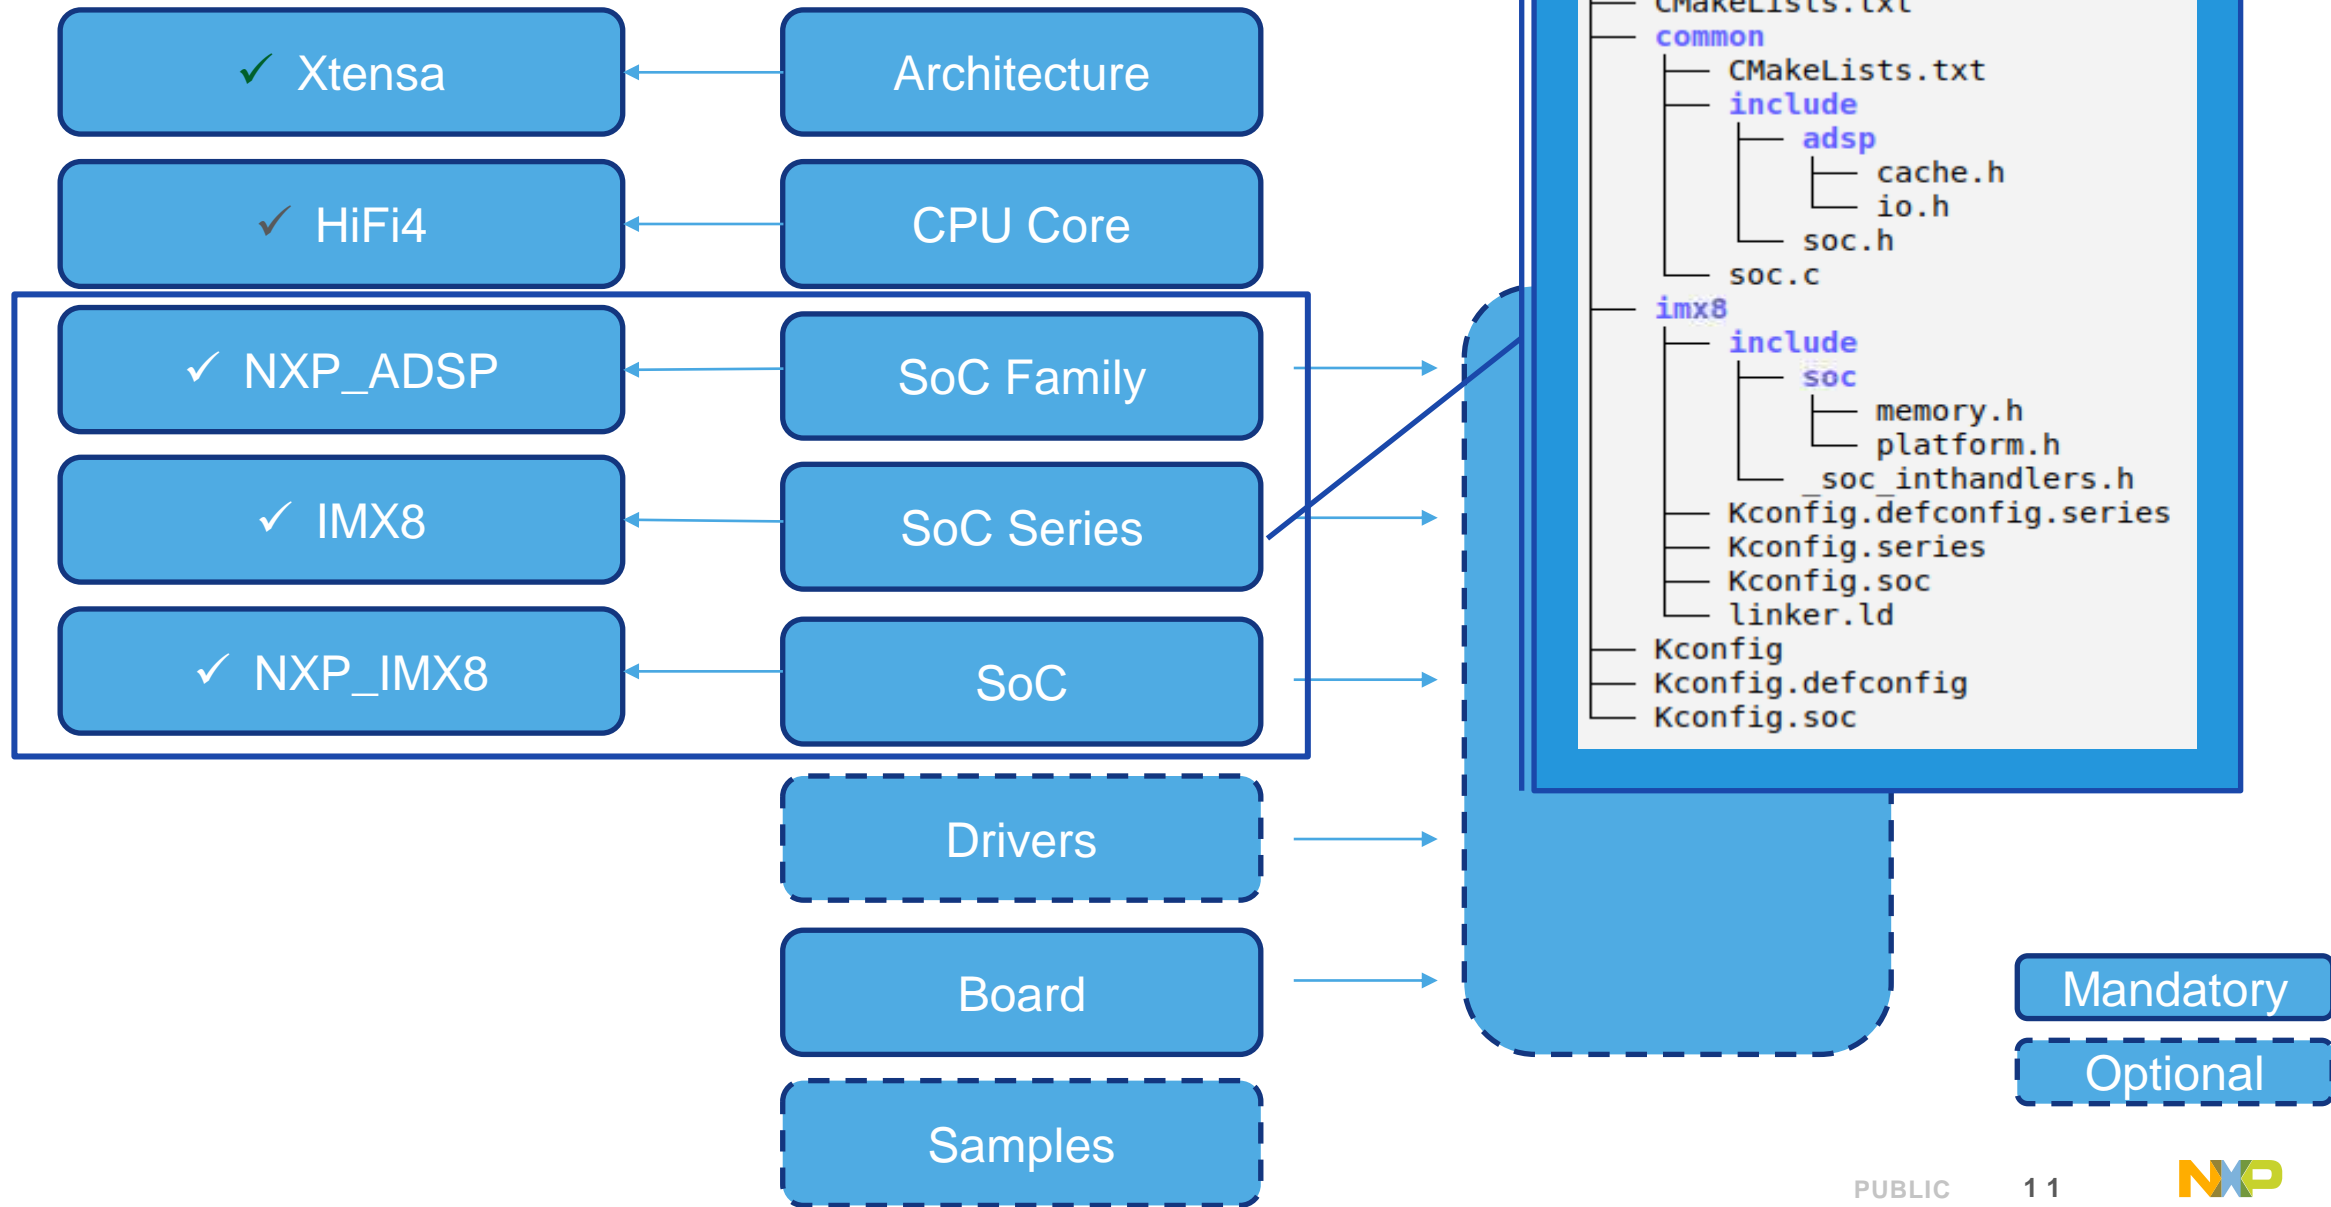 ✓ Xtensa
Architecture
✓ HiFi4
CPU Core
✓ NXP_ADSP
SoC Family
✓ IMX8
SoC Series
✓ NXP_IMX8
SoC
Drivers
Board
Samples
CMakeLists.txt
common
CMakeLists.txt
include
adsp
cache.h
io.h
soc.h
soc.c
imx8
include
soc
memory.h
platform.h
_soc_inthandlers.h
Kconfig.defconfig.series
Kconfig.series
Kconfig.soc
linker.ld
Kconfig
Kconfig.defconfig
Kconfig.soc
Mandatory
Optional
PUBLIC
11
NXP